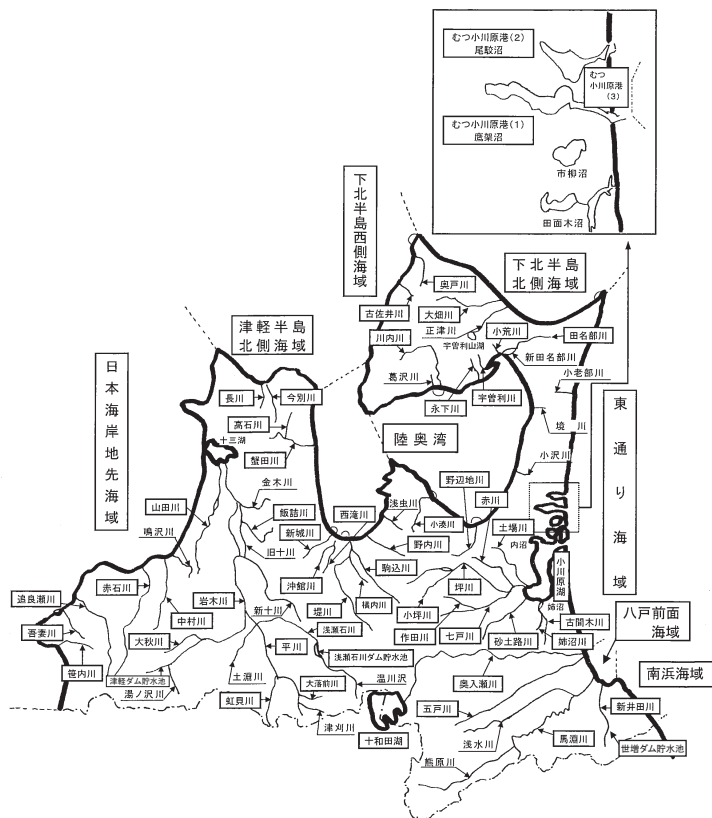 むつ小川原港(2)
尾駮沼
むつ
小川原港
(3)
むつ小川原港(1)
鷹架沼
市柳沼
田面木沼
下北半島西側海域
下北半島
北側海域
奥戸川
古佐井川
大畑川
正津川
川内川
宇曽利山湖
小荒川
田名部川
新田名部川
葛沢川
永下川
宇曽利川
小老部川
津軽半島
北側海域
日本海岸地先海域
長川
今別川
高石川
十三湖
蟹田川
陸奥湾
境川
小沢川
東通り海域
金木川
山田川
飯詰川
鳴沢川
新城川
旧十川
西滝川
浅虫川
野辺地川
赤川
小湊川
土場川
内沼
野内川
駒込川
沖館川
赤石川
追良瀬川
岩木川
新十川
堤川
横内川
坪川
小坪川
小川原湖
姉沼
中村川
浅瀬石川
作田川
七戸川
砂土路川
古間木川
姉沼川
八戸前面
海域
吾妻川
大秋川
平川
浅瀬石川ダム貯水池
笹内川
津軽ダム貯水池
湯ノ沢川
土淵川
大落前川
温川沢
奥入瀬川
南浜海域
虹貝川
津刈川
十和田湖
五戸川
新井田川
浅水川
馬淵川
世増ダム貯水池
熊原川